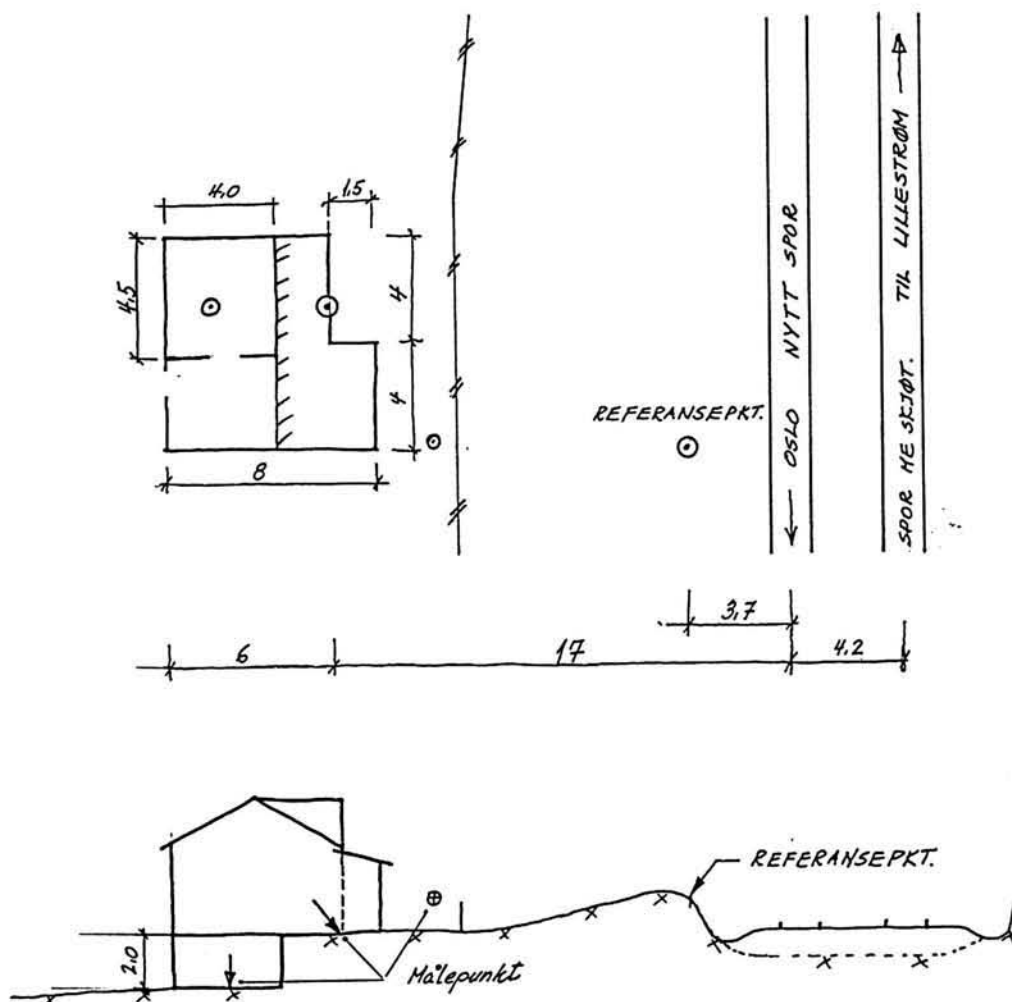 4.0
1.5
4.5
4
4
8
REFERANSEPKT.
OSLO NYTT SPOR
SPOR ME SKJØT. TIL LILLESTRØM
3,7
6
17
4.2
REFERANSEPKT.
2.0
Målepunkt